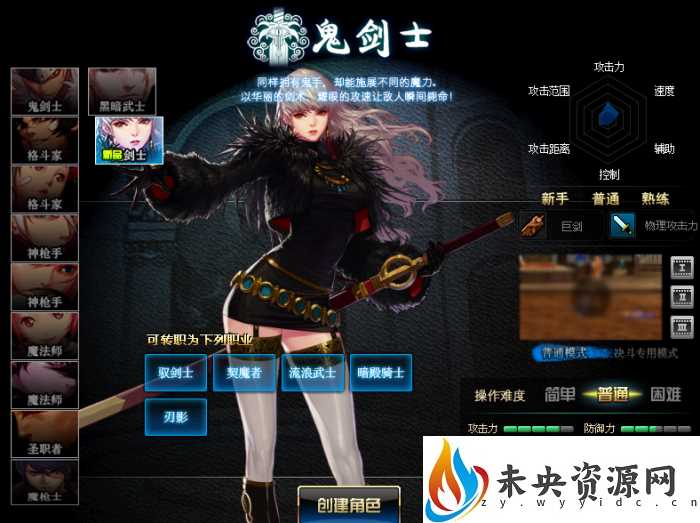 鬼剑士
同样拥有鬼手，却能施展不同的魔力。
以华丽的剑术，耀眼的攻速让敌人瞬间毙命！
鬼剑士
黑暗武士
新增 剑士
格斗家
格斗家
神枪手
神枪手
魔法师
魔法师
圣职者
魔枪士
攻击力
攻击范围
速度
攻击距离
辅助
控制
新手 普通 熟练
巨剑
物理攻击力
I
II
III
普通模式
决斗专用模式
可转职为下列职业
驭剑士
契魔者
流浪武士
暗殿骑士
刃影
操作难度 简单 普通 困难
攻击力
防御力
创建角色
未央资源网
zy.wyyidc.cn